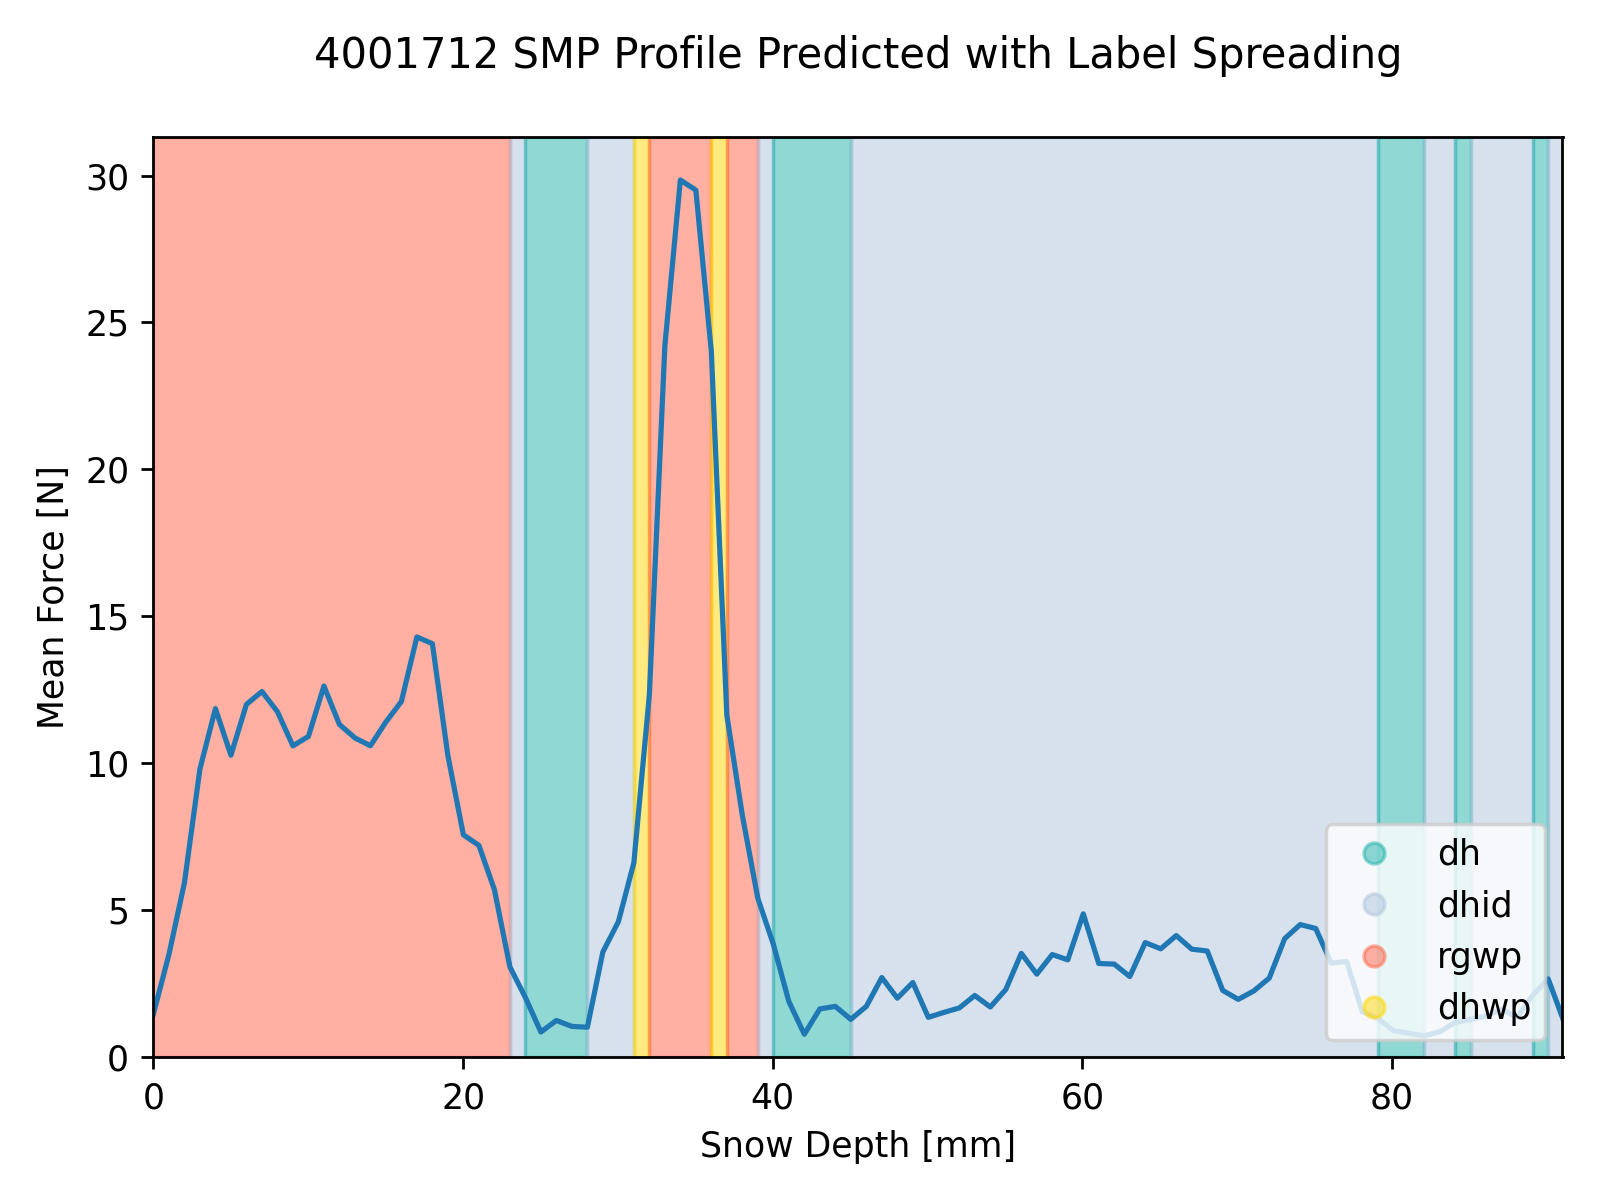 4001712 SMP Profile Predicted with Label Spreading
Mean Force [N]
30
25
20
15
10
5
0
0 20 40 60 80
Snow Depth [mm]
dh
dhid
rgwp
dhwp